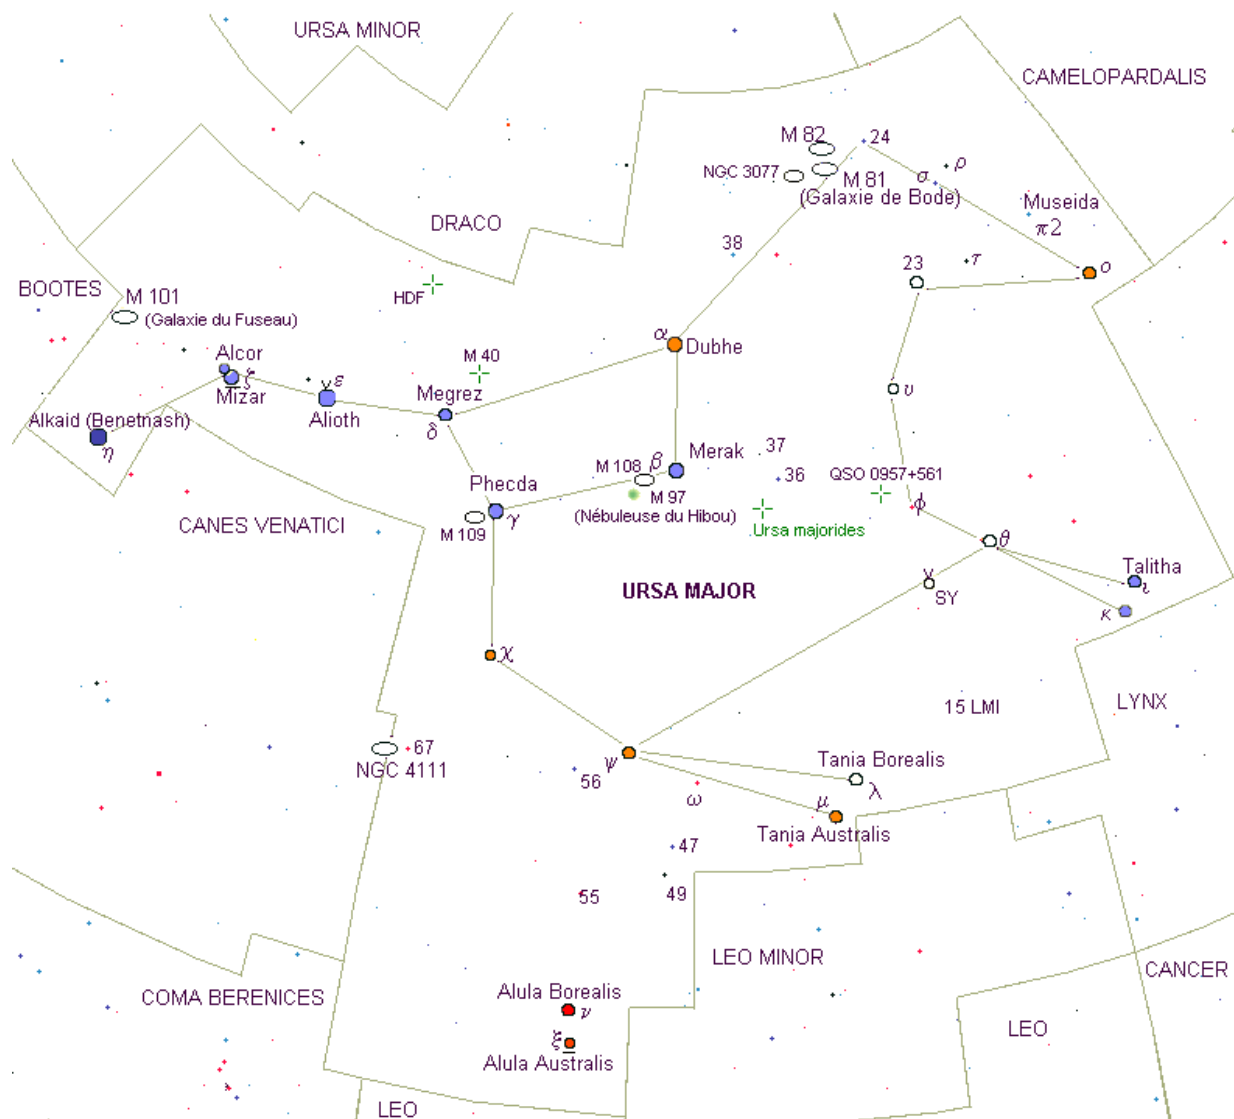 URSA MINOR
CAMELOPARDALIS
M 82
24
NGC 3077
M 81
σ
ρ
(Galaxie de Bode)
Museida
π2
DRACO
38
23
τ
ο
BOOTES
M 101
HDF
(Galaxie du Fuseau)
α
Dubhe
Alcor
M 40
ζ
ε
Mizar
Megrez
υ
Alkaid (Benetnash)
Alioth
δ
η
37
M 108
β
Merak
36
QSO 0957+561
Phecda
M 97
φ
γ
(Nébuleuse du Hibou)
CANES VENATICI
M 109
Ursa majorides
θ
Talitha
ι
URSA MAJOR
SY
κ
χ
15 LMI
LYNX
67
Tania Borealis
ψ
NGC 4111
56
ω
λ
μ
Tania Australis
47
55
49
LEO MINOR
CANCER
COMA BERENICES
Alula Borealis
ν
LEO
ξ
Alula Australis
LEO